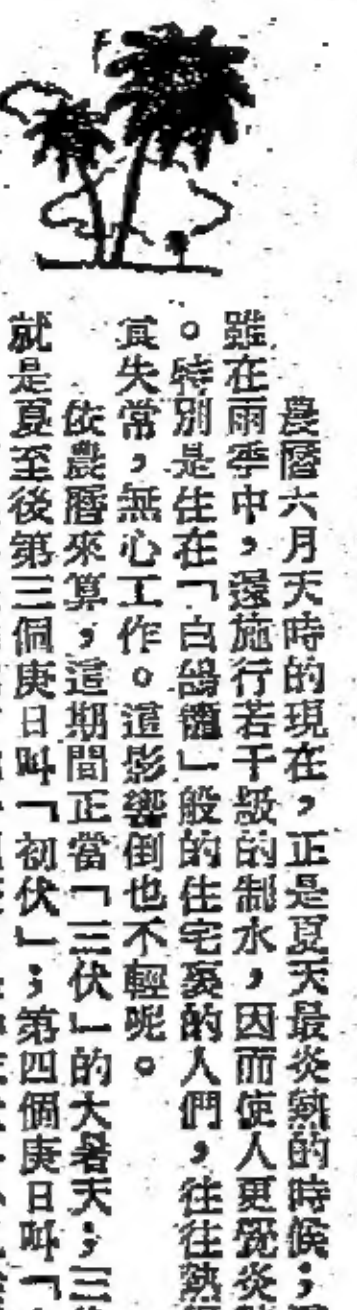 農曆六月天時的現在，正是夏天最炎熱的時候；
雖在雨季中，還施行若干級的制水，因而使人更覺炎
。特別是住在「白鴿籠」般的住宅裏的人們，往往熱
食失常，無心工作。這影響倒也不輕呢。
依農曆來算，這期間正當「三伏」的大暑天；三
就是夏至後第三個庚日叫「初伏」；第四個庚日叫「